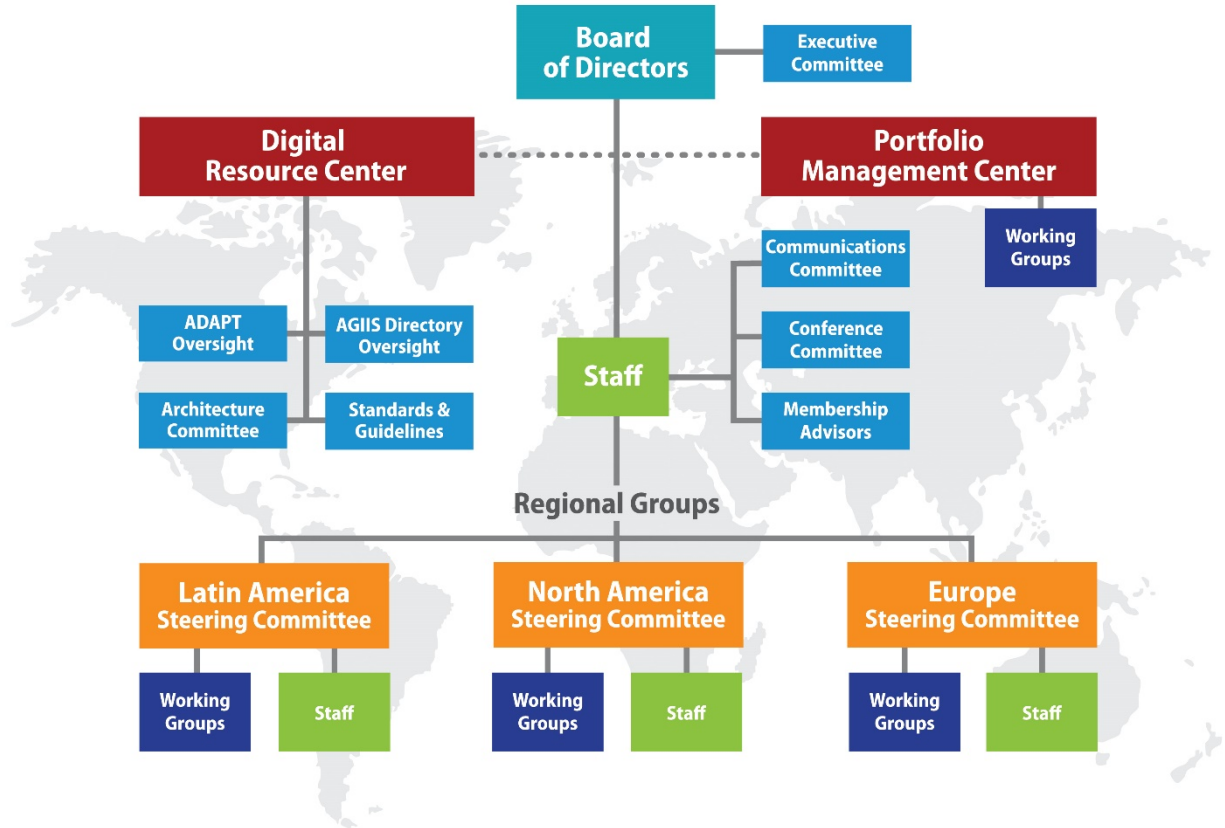 Board
of Directors
Executive
Committee
Digital
Resource Center
Portfolio
Management Center
Working
Groups
Communications
Committee
ADAPT
Oversight
AGIIS Directory
Oversight
Conference
Committee
Staff
Architecture
Committee
Standards &
Guidelines
Membership
Advisors
Regional Groups
Latin America
Steering Committee
North America
Steering Committee
Europe
Steering Committee
Working
Groups
Staff
Working
Groups
Staff
Working
Groups
Staff